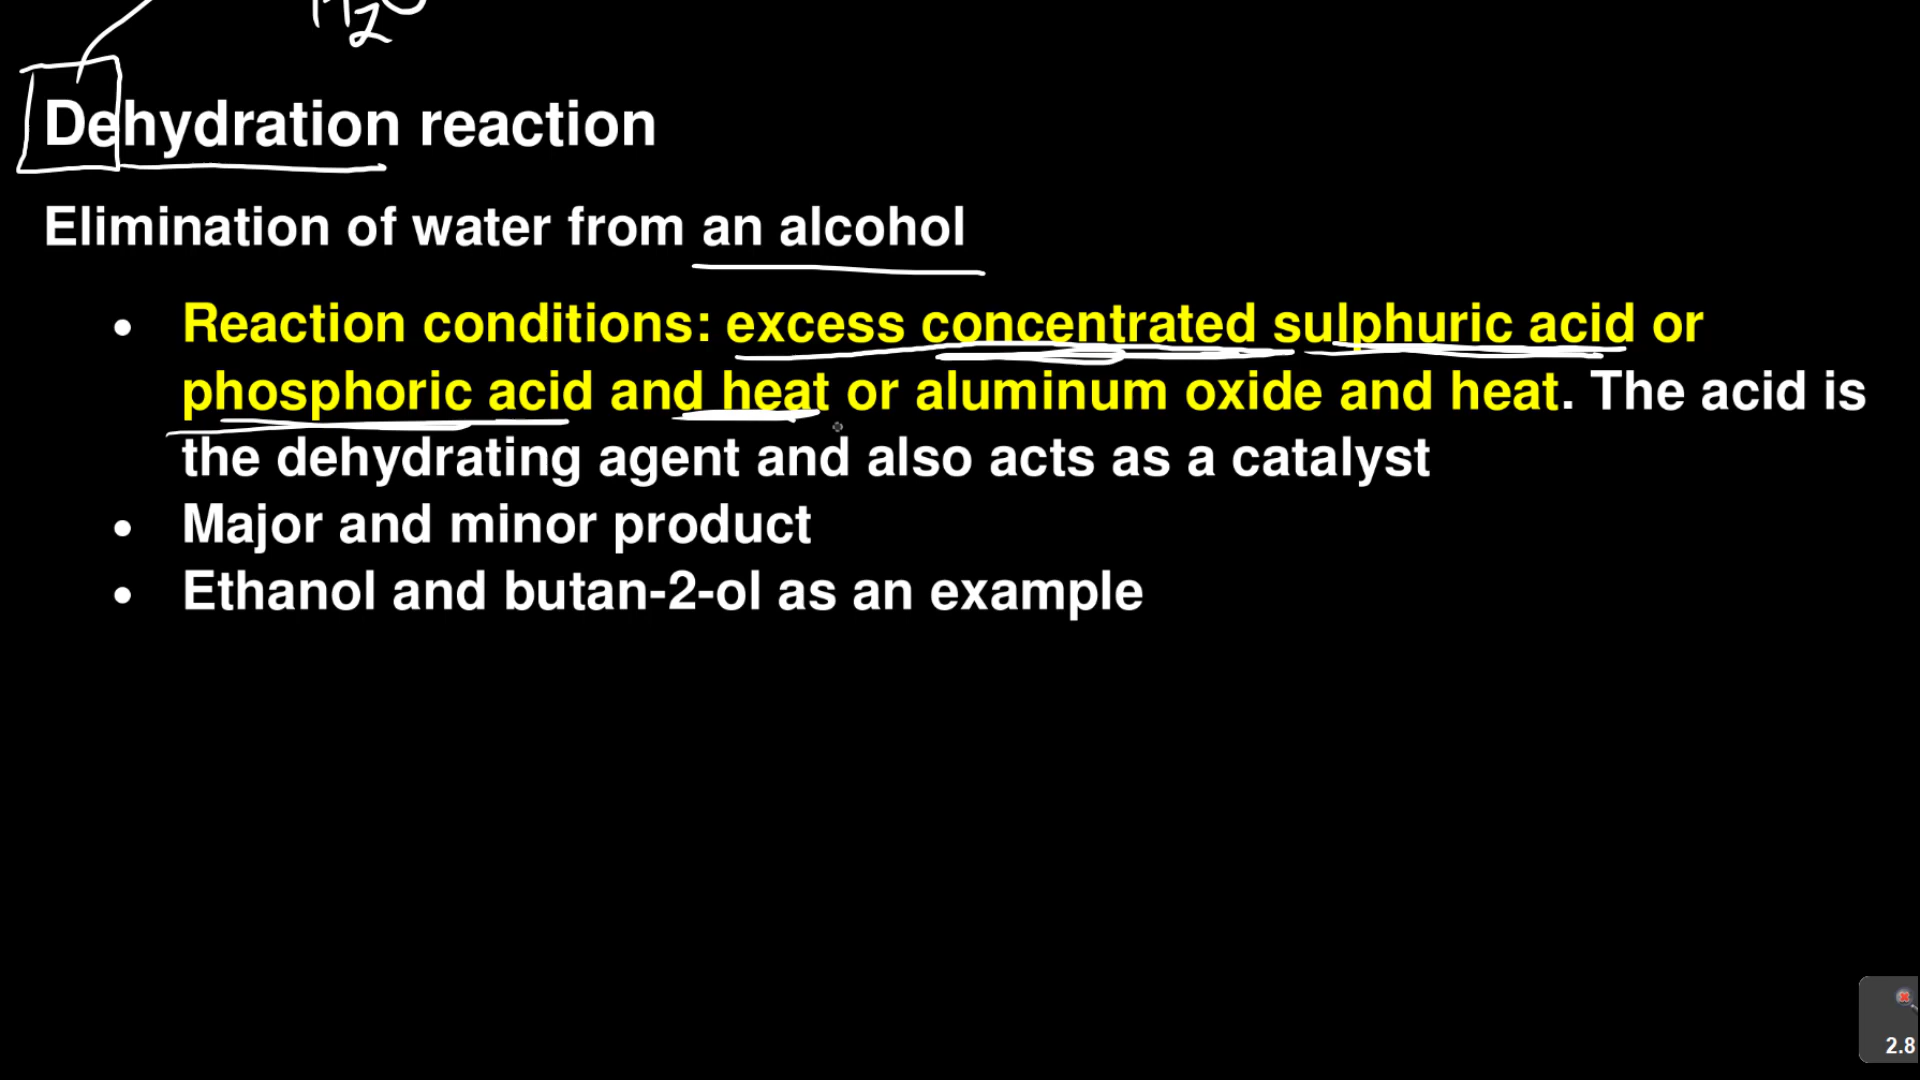 H2O
Dehydration reaction
Elimination of water from an alcohol
• Reaction conditions: excess concentrated sulphuric acid or
phosphoric acid and heat or aluminum oxide and heat. The acid is
the dehydrating agent and also acts as a catalyst
• Major and minor product
• Ethanol and butan-2-ol as an example
2.8